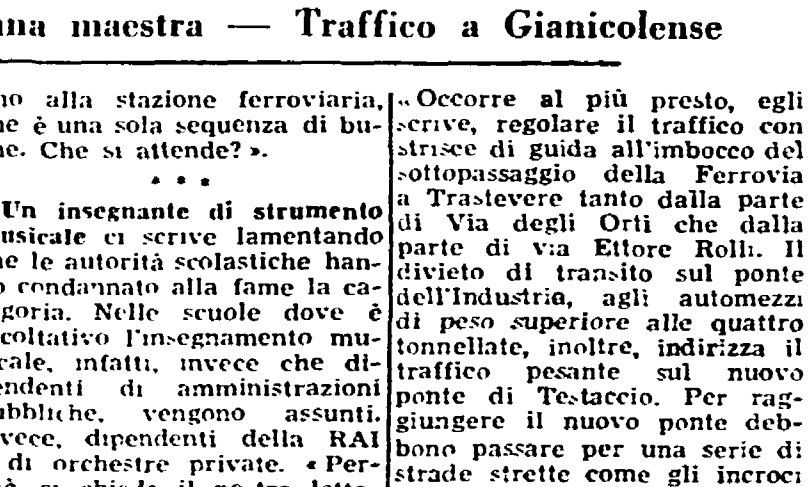 maestra — Traffico a Gianicolense
alla stazione ferroviaria,
è una sola sequenza di bu-
Che si attende? ».
* * *
Un insegnante di strumento
usicale ci scrive lamentando
le le autorità scolastiche han-
condannato alla fame la ca-
goria. Nelle scuole dove è
coltativo l'insegnamento mu-
cale, infatti, invece che di-
endenti di amministrazioni
ubbliche, vengono assunti.
vece, dipendenti della RAI
di orchestre private. « Per-
si chiede il nostro letto-
« Occorre al più presto, egli
scrive, regolare il traffico con
strisce di guida all'imbocco del
sottopassaggio della Ferrovia
a Trastevere tanto dalla parte
di Via degli Orti che dalla
parte di via Ettore Rolli. Il
divieto di transito sul ponte
dell'Industria, agli automezzi
di peso superiore alle quattro
tonnellate, inoltre, indirizza il
traffico pesante sul nuovo
ponte di Testaccio. Per rag-
giungere il nuovo ponte deb-
bono passare per una serie di
strade strette come gli incroci